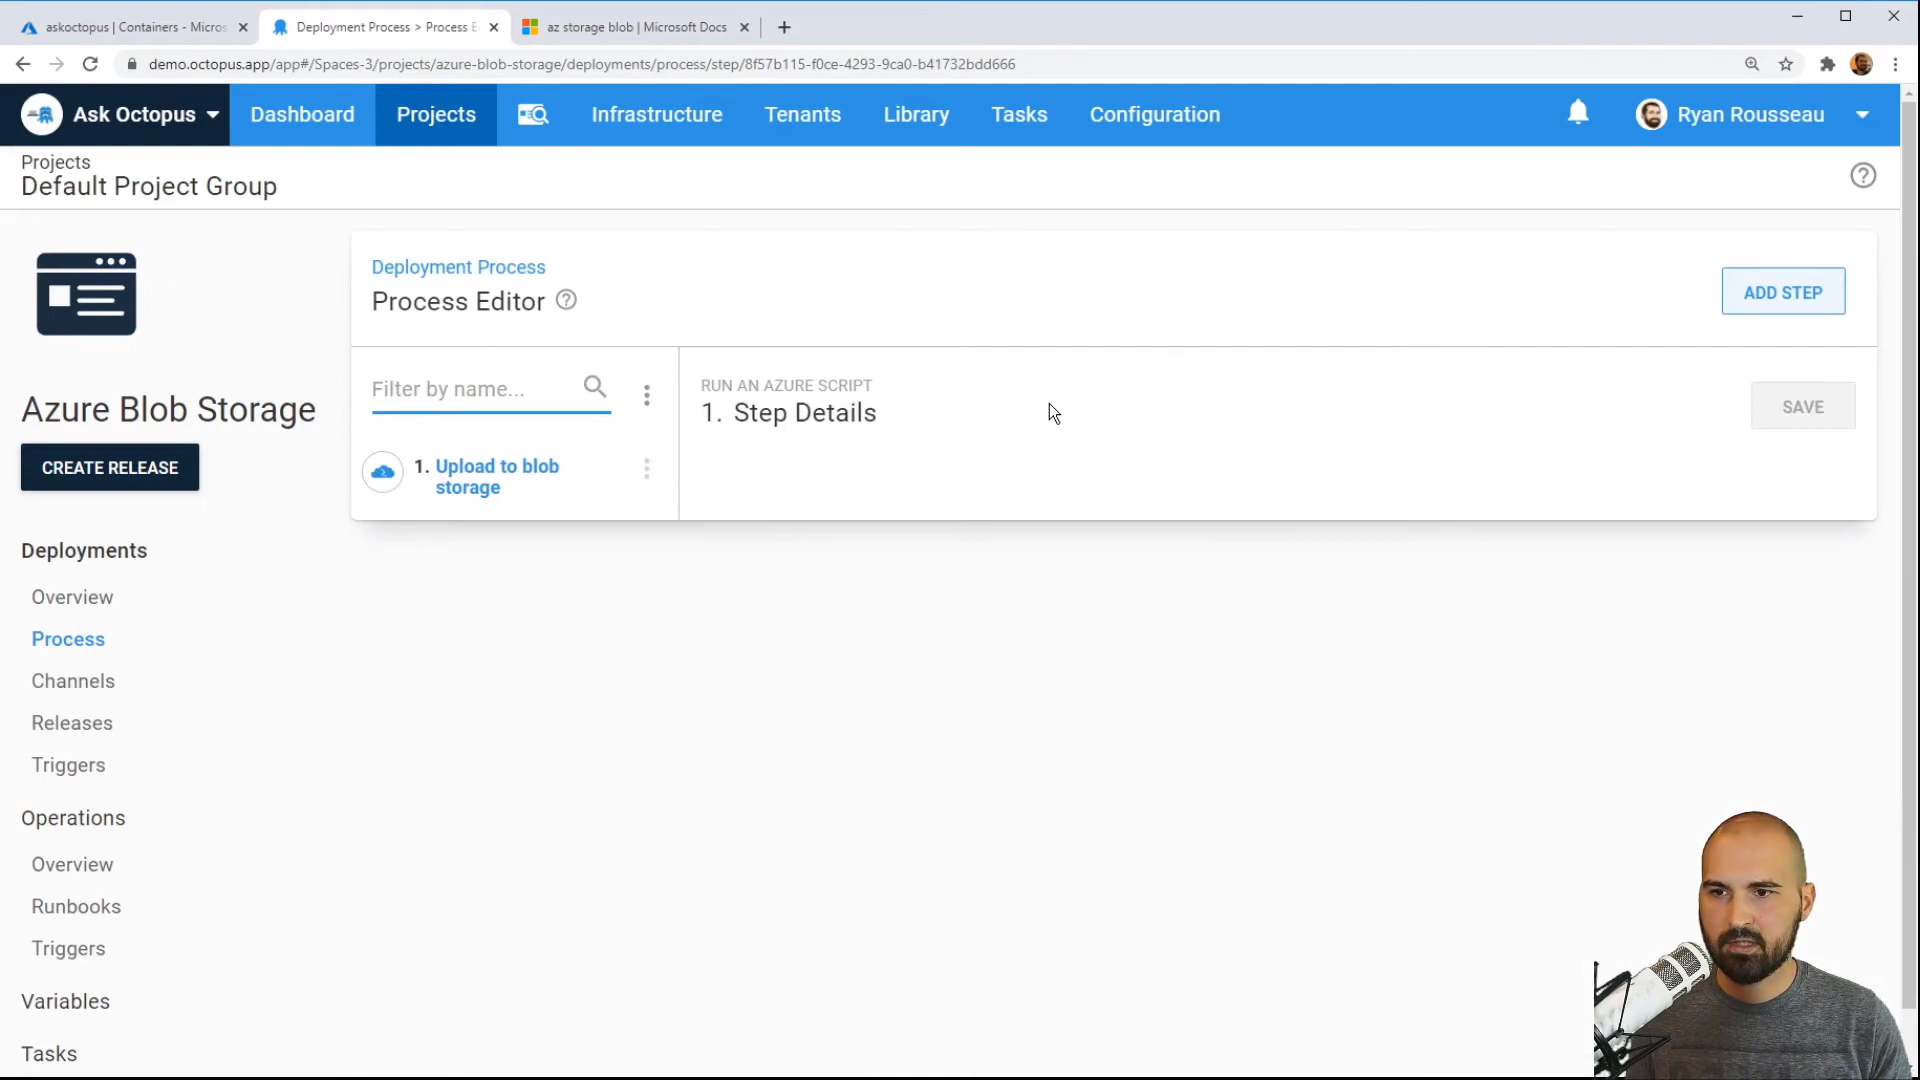 askoctopus | Containers - Micros
Deployment Process > Process E
az storage blob | Microsoft Docs
demo.octopus.app/app#/Spaces-3/projects/azure-blob-storage/deployments/process/step/8f57b115-f0ce-4293-9ca0-b41732bdd666
Ask Octopus
Dashboard
Projects
Infrastructure
Tenants
Library
Tasks
Configuration
Ryan Rousseau
Projects
Default Project Group
Deployment Process
Process Editor
ADD STEP
Filter by name...
RUN AN AZURE SCRIPT
1. Step Details
SAVE
1. Upload to blob
storage
Azure Blob Storage
CREATE RELEASE
Deployments
Overview
Process
Channels
Releases
Triggers
Operations
Overview
Runbooks
Triggers
Variables
Tasks